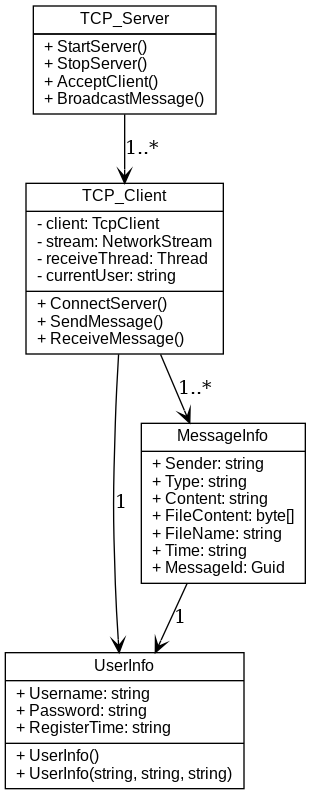 TCP_Server
+ StartServer()
+ StopServer()
+ AcceptClient()
+ BroadcastMessage()
1..*
TCP_Client
- client: TcpClient
- stream: NetworkStream
- receiveThread: Thread
- currentUser: string
+ ConnectServer()
+ SendMessage()
+ ReceiveMessage()
1..*
MessageInfo
+ Sender: string
+ Type: string
+ Content: string
+ FileContent: byte[]
+ FileName: string
+ Time: string
+ MessageId: Guid
1
1
UserInfo
+ Username: string
+ Password: string
+ RegisterTime: string
+ UserInfo()
+ UserInfo(string, string, string)